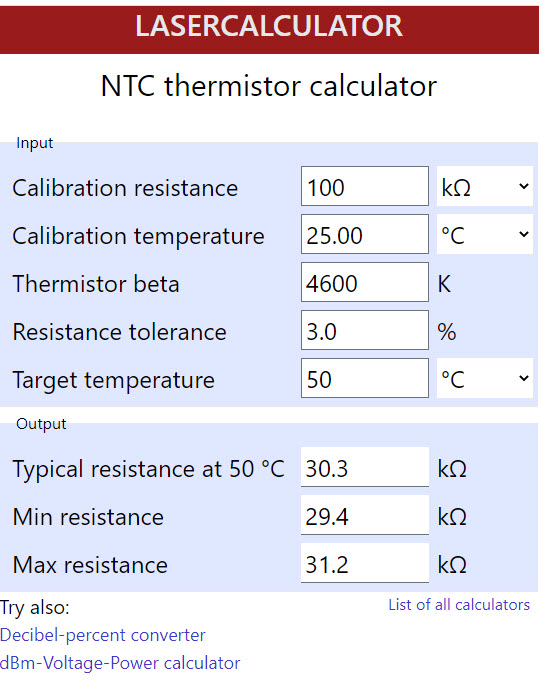 LASERCALCULATOR
NTC thermistor calculator
Input
Calibration resistance 100 kΩ
Calibration temperature 25.00 °C
Thermistor beta 4600 K
Resistance tolerance 3.0 %
Target temperature 50 °C
Output
Typical resistance at 50 °C 30.3 kΩ
Min resistance 29.4 kΩ
Max resistance 31.2 kΩ
Try also: List of all calculators
Decibel-percent converter
dBm-Voltage-Power calculator